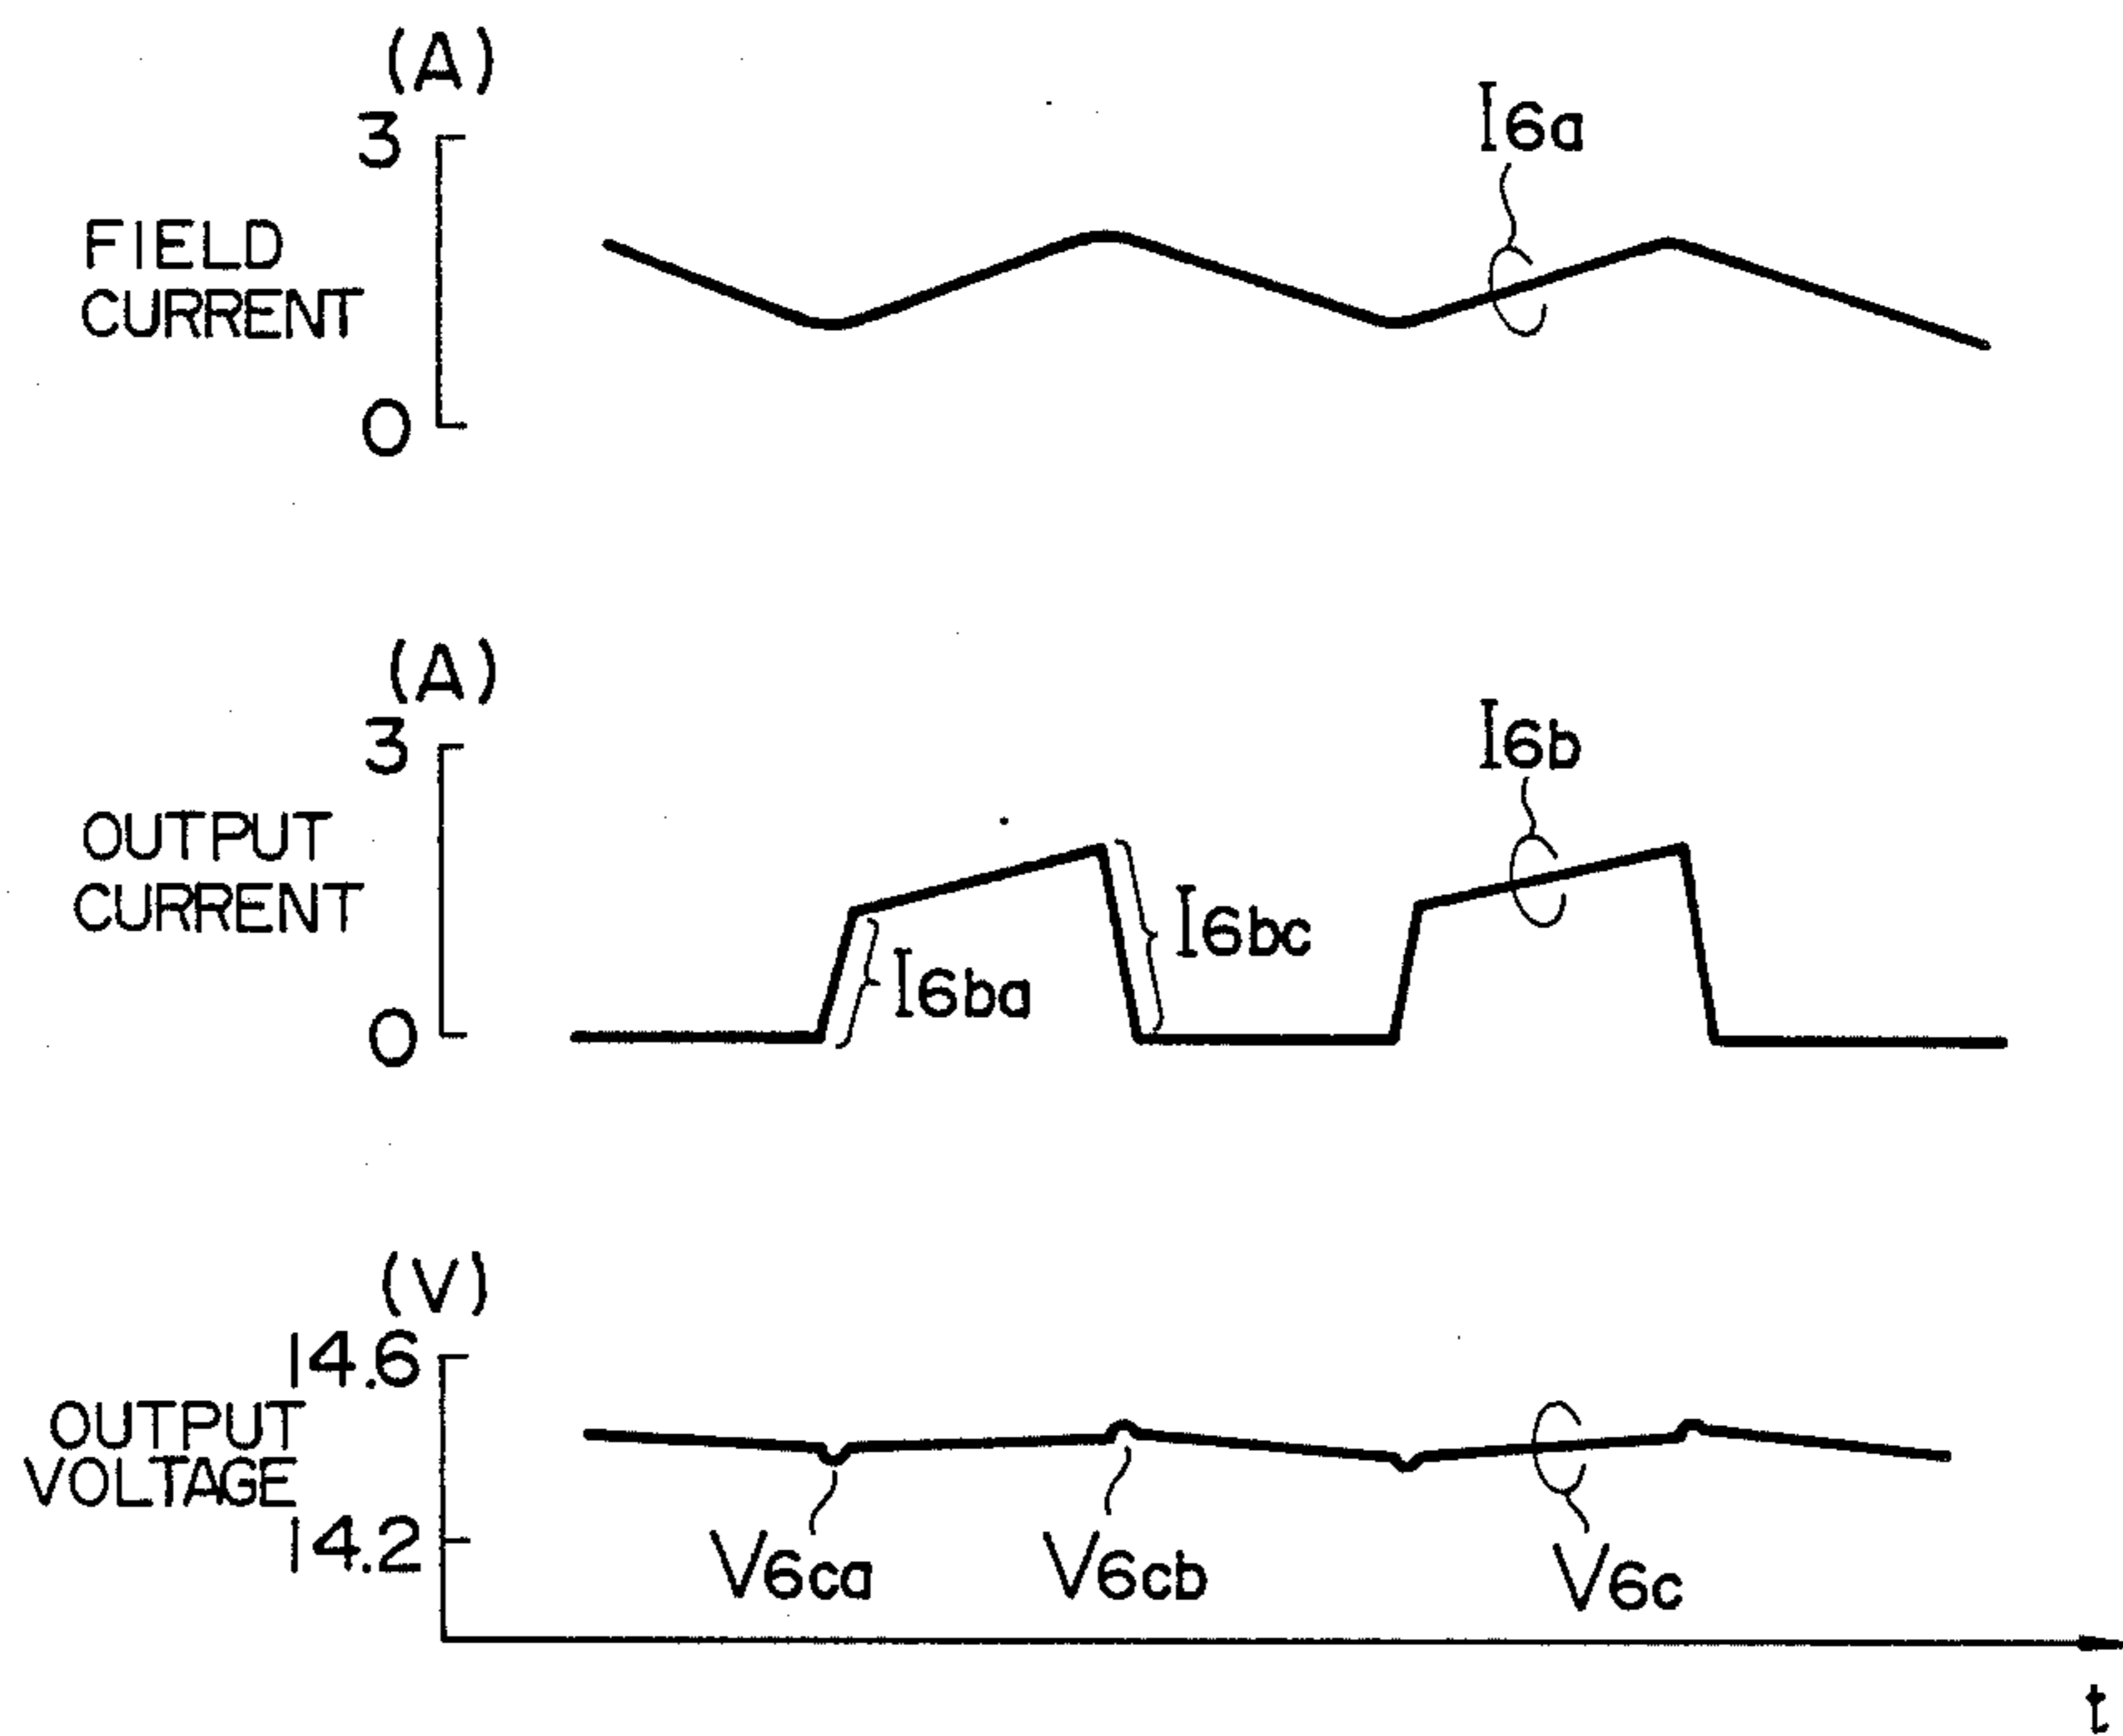 (A)
3
I6a
FIELD
CURRENT
0
(A)
3
I6b
OUTPUT
CURRENT
I6bc
I6ba
0
(V)
14.6
OUTPUT
VOLTAGE
14.2
V6ca
V6cb
V6c
t